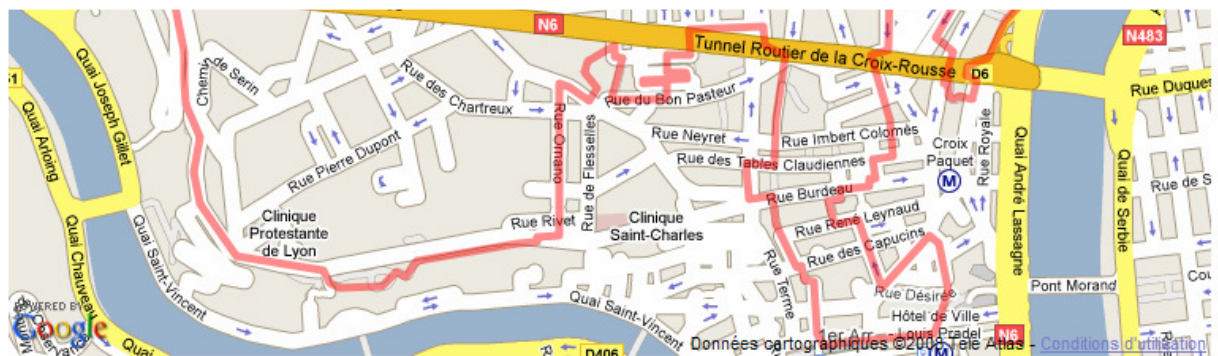 N6
N483
Tunnel Routier de la Croix-Rousse
D6
Quai Joseph Gillet
Chemin
de Serin
51
Quai Arloing
Rue des Chartreux
Rue du Bon Pasteur
Rue Duques
Rue Ornano
Rue de Flesselles
Rue Neyret
Rue Imbert Colomès
Croix
Paquet
M
Rue Royale
Quai André Lassagne
Quai de Serbie
Rue Pierre Dupont
Rue des Tables Claudiennes
Rue Burdeau
Rue de S
Clinique
Protestante
de Lyon
Rue Rivet
Clinique
Saint-Charles
Rue René Leynaud
Rue des Capucins
Rue Terme
Quai Chauveau
Quai Saint-Vincent
Quai Saint-Vincent
Rue Désirée
Pont Morand
Cou
POWERED BY
Google
Hôtel de Ville
- Louis Pradel
1er Arr
N6
D406
M
Données cartographiques ©2008 Tele Atlas - Conditions d'utilisation